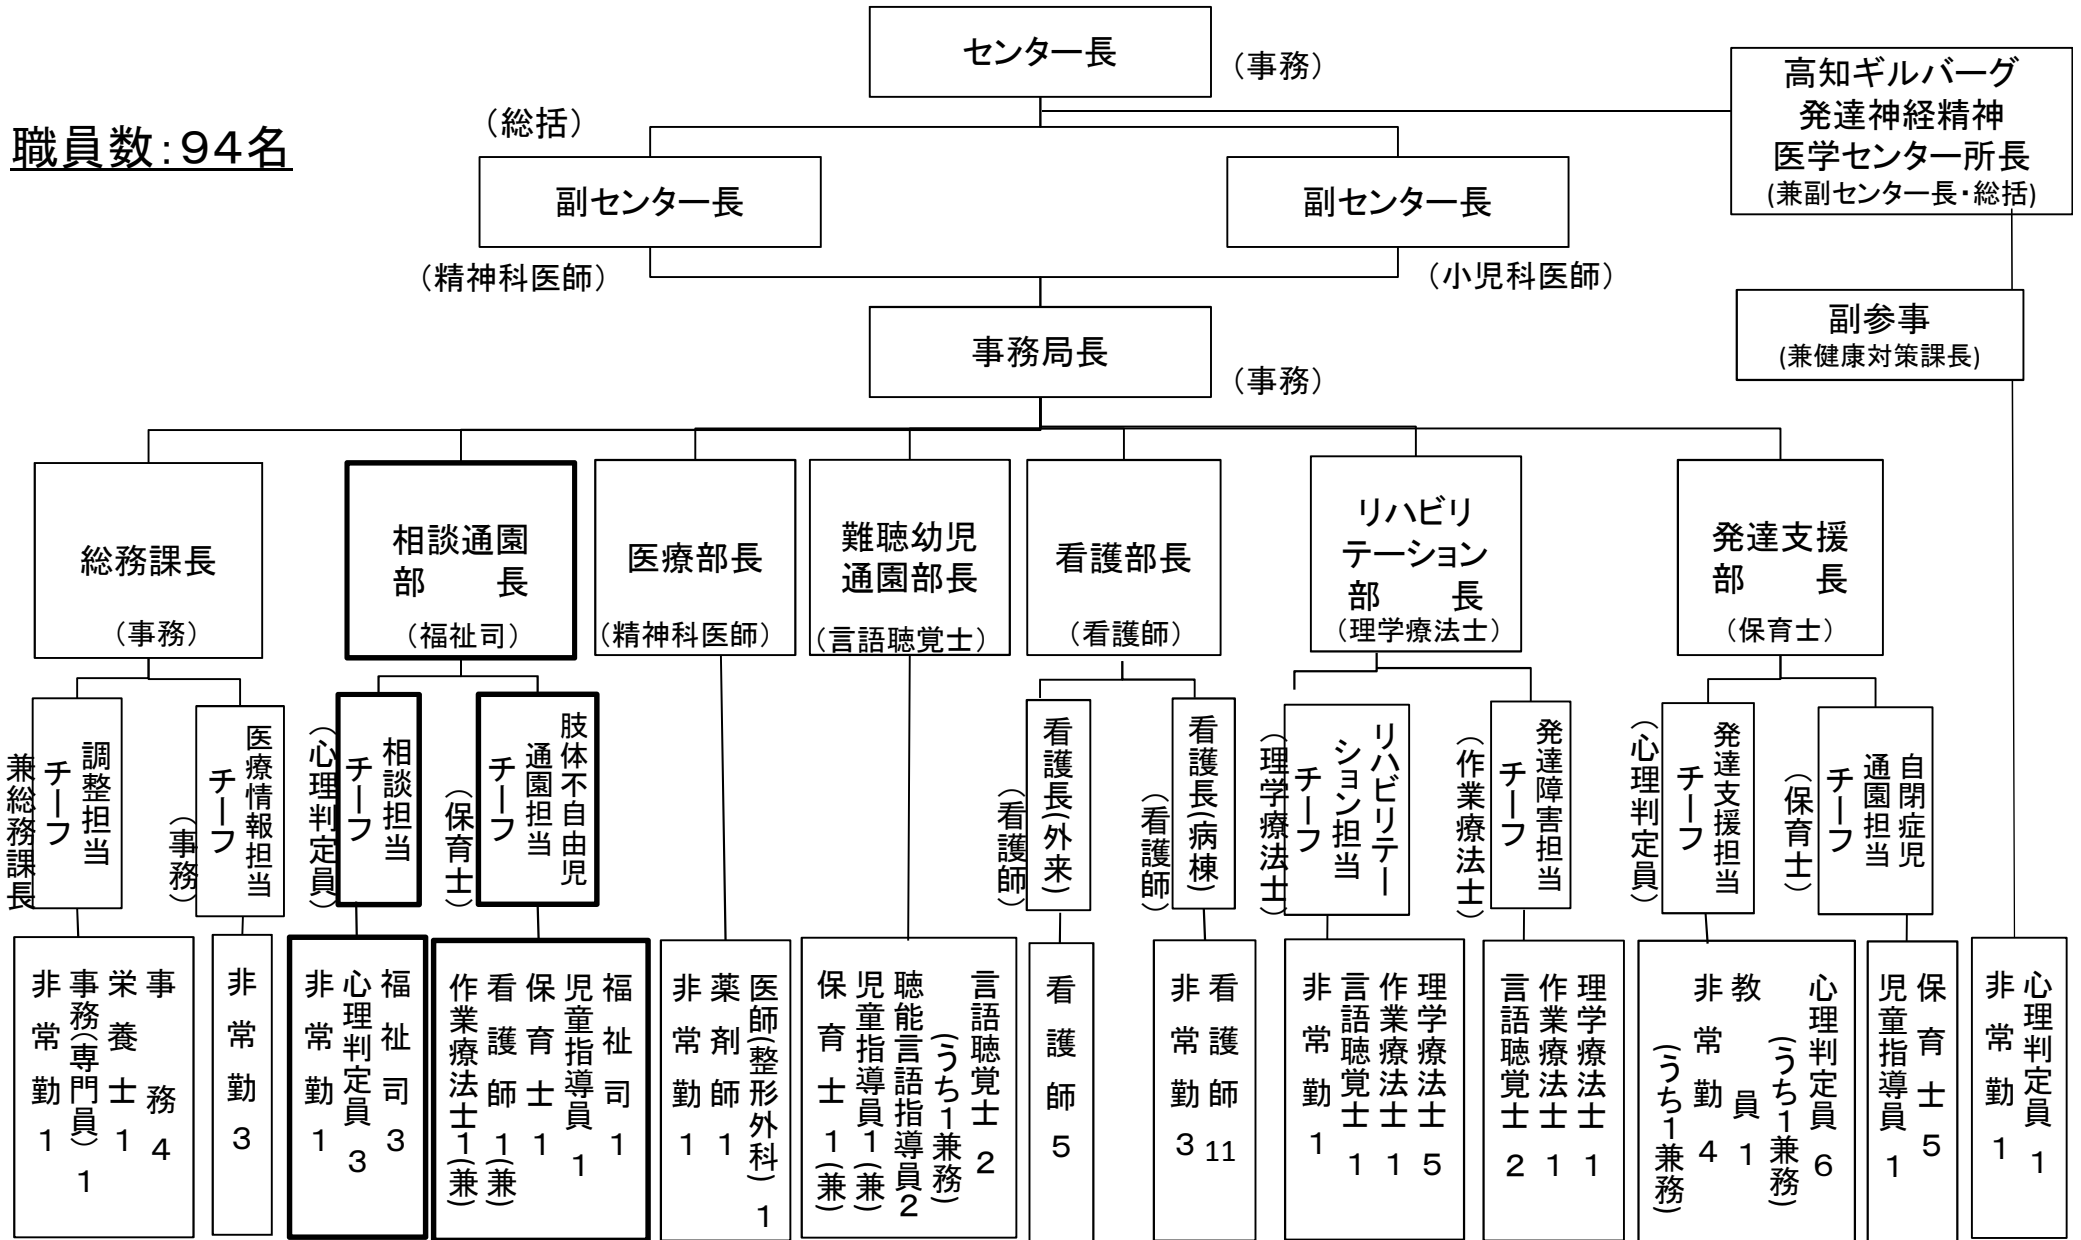 職員数:94名
センター長
（事務）
（総括）
副センター長
（精神科医師）
副センター長
（小児科医師）
高知ギルバーグ
発達神経精神
医学センター所長
(兼副センター長・総括)
副参事
(兼健康対策課長)
事務局長
（事務）
総務課長
（事務）
相談通園
部　　長
（福祉司）
医療部長
（精神科医師）
難聴幼児
通園部長
（言語聴覚士）
看護部長
（看護師）
リハビリ
テーション
部　　長
（理学療法士）
発達支援
部　　長
（保育士）
調整担当
チーフ
兼総務課長
医療情報担当
チーフ
（事務）
相談担当
チーフ
（心理判定員）
肢体不自由児
通園担当
チーフ
（保育士）
看護長(外来)
（看護師）
看護長(病棟)
（看護師）
リハビリテー
ション担当
チーフ
（理学療法士）
発達障害担当
チーフ
（作業療法士）
発達支援担当
チーフ
（心理判定員）
自閉症児
通園担当
チーフ
（保育士）
事務 4
栄養士 1
事務(専門員) 1
非常勤 1
非常勤 3
福祉司 3
心理判定員 3
非常勤 1
福祉司 1
児童指導員 1
保育士 1
看護師 1(兼)
作業療法士 1(兼)
医師(整形外科) 1
薬剤師 1
非常勤 1
言語聴覚士 2
(うち1兼務)
聴能言語指導員 2
児童指導員 1(兼)
保育士 1(兼)
看護師 5
看護師 11
非常勤 3
理学療法士 5
作業療法士 1
言語聴覚士 1
非常勤 1
理学療法士 1
作業療法士 1
言語聴覚士 2
心理判定員 6
(うち1兼務)
教員 1
非常勤 4
(うち1兼務)
保育士 5
児童指導員 1
心理判定員 1
非常勤 1